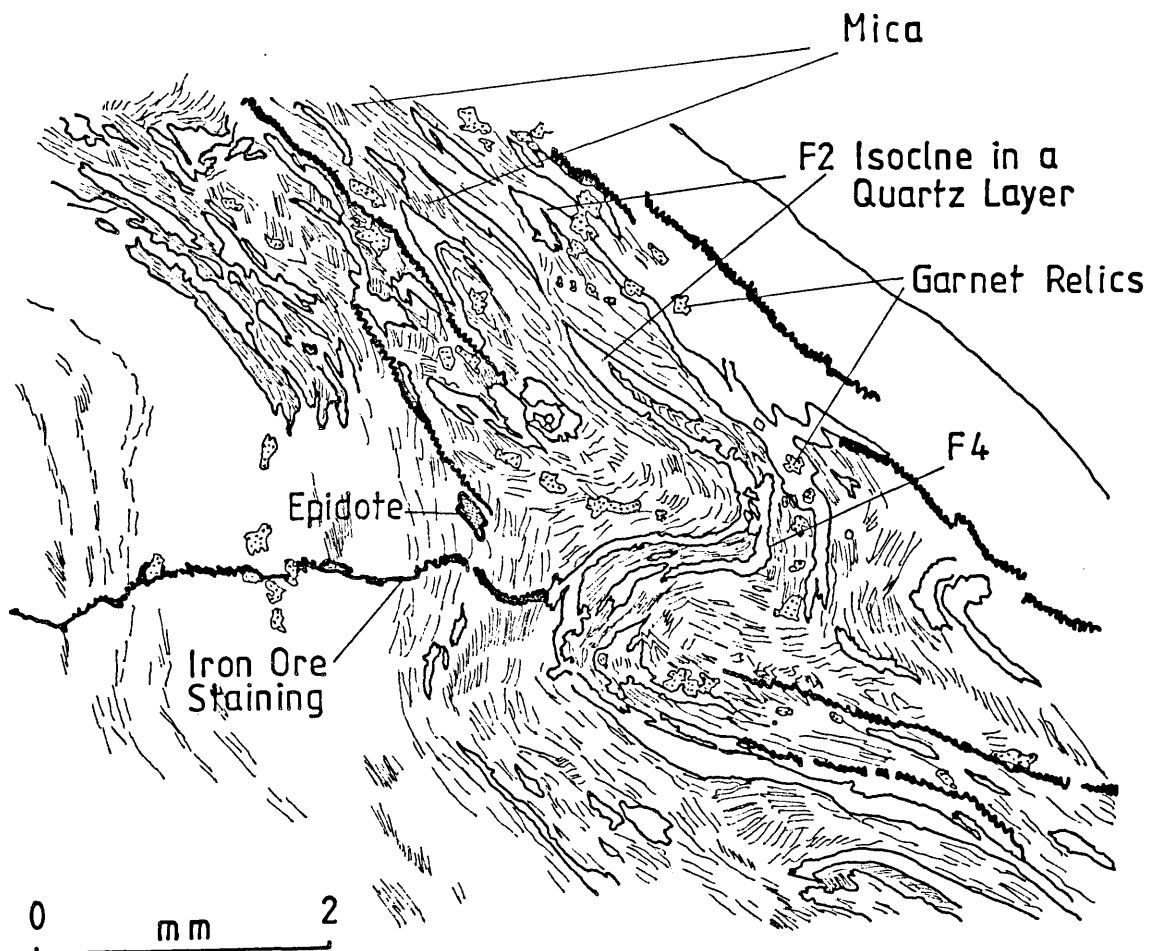 Mica
F2 Isoclne in a
Quartz Layer
Garnet Relics
F4
Epidote
Iron Ore
Staining
0 2
mm